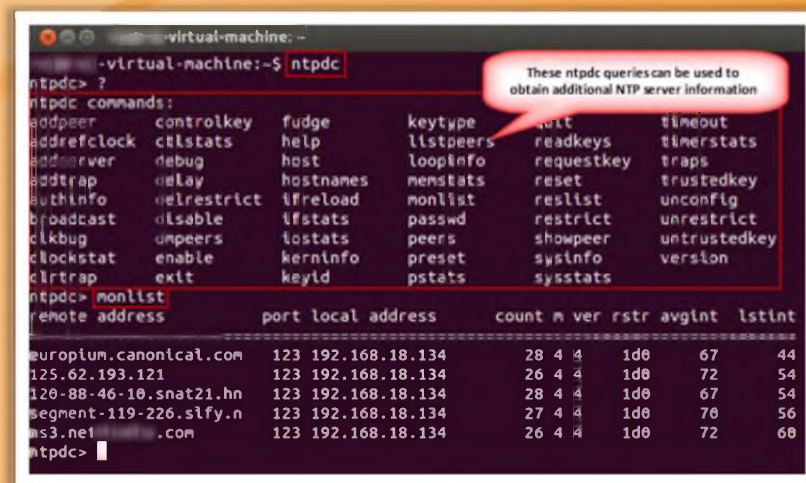 -virtual-machine: ~
-virtual-machine:~$ ntpdc
These ntpdc queries can be used to
obtain additional NTP server information
ntpdc> ?
ntpdc commands:
addpeer controlkey fudge keytype quit timeout
addrefclock ctlstats help listpeers readkeys timerstats
addserver debug host loopinfo requestkey traps
addtrap delay hostnames memstats reset trustedkey
authinfo delrestrict ifreload monlist reslist unconfig
broadcast disable ifstats passwd restrict unrestrict
clkbug dmpeers iostats peers showpeer untrustedkey
clockstat enable kerninfo preset sysinfo version
clrtrap exit keyid pstats sysstats
ntpdc> monlist
remote address port local address count m ver rstr avgint lstint
europium.canonical.com 123 192.168.18.134 28 4 4 1d0 67 44
125.62.193.121 123 192.168.18.134 26 4 4 1d0 72 54
120-88-46-10.snat21.hn 123 192.168.18.134 28 4 4 1d0 67 54
segment-119-226.sify.n 123 192.168.18.134 27 4 4 1d0 70 56
ms3.net .com 123 192.168.18.134 26 4 4 1d0 72 60
ntpdc>